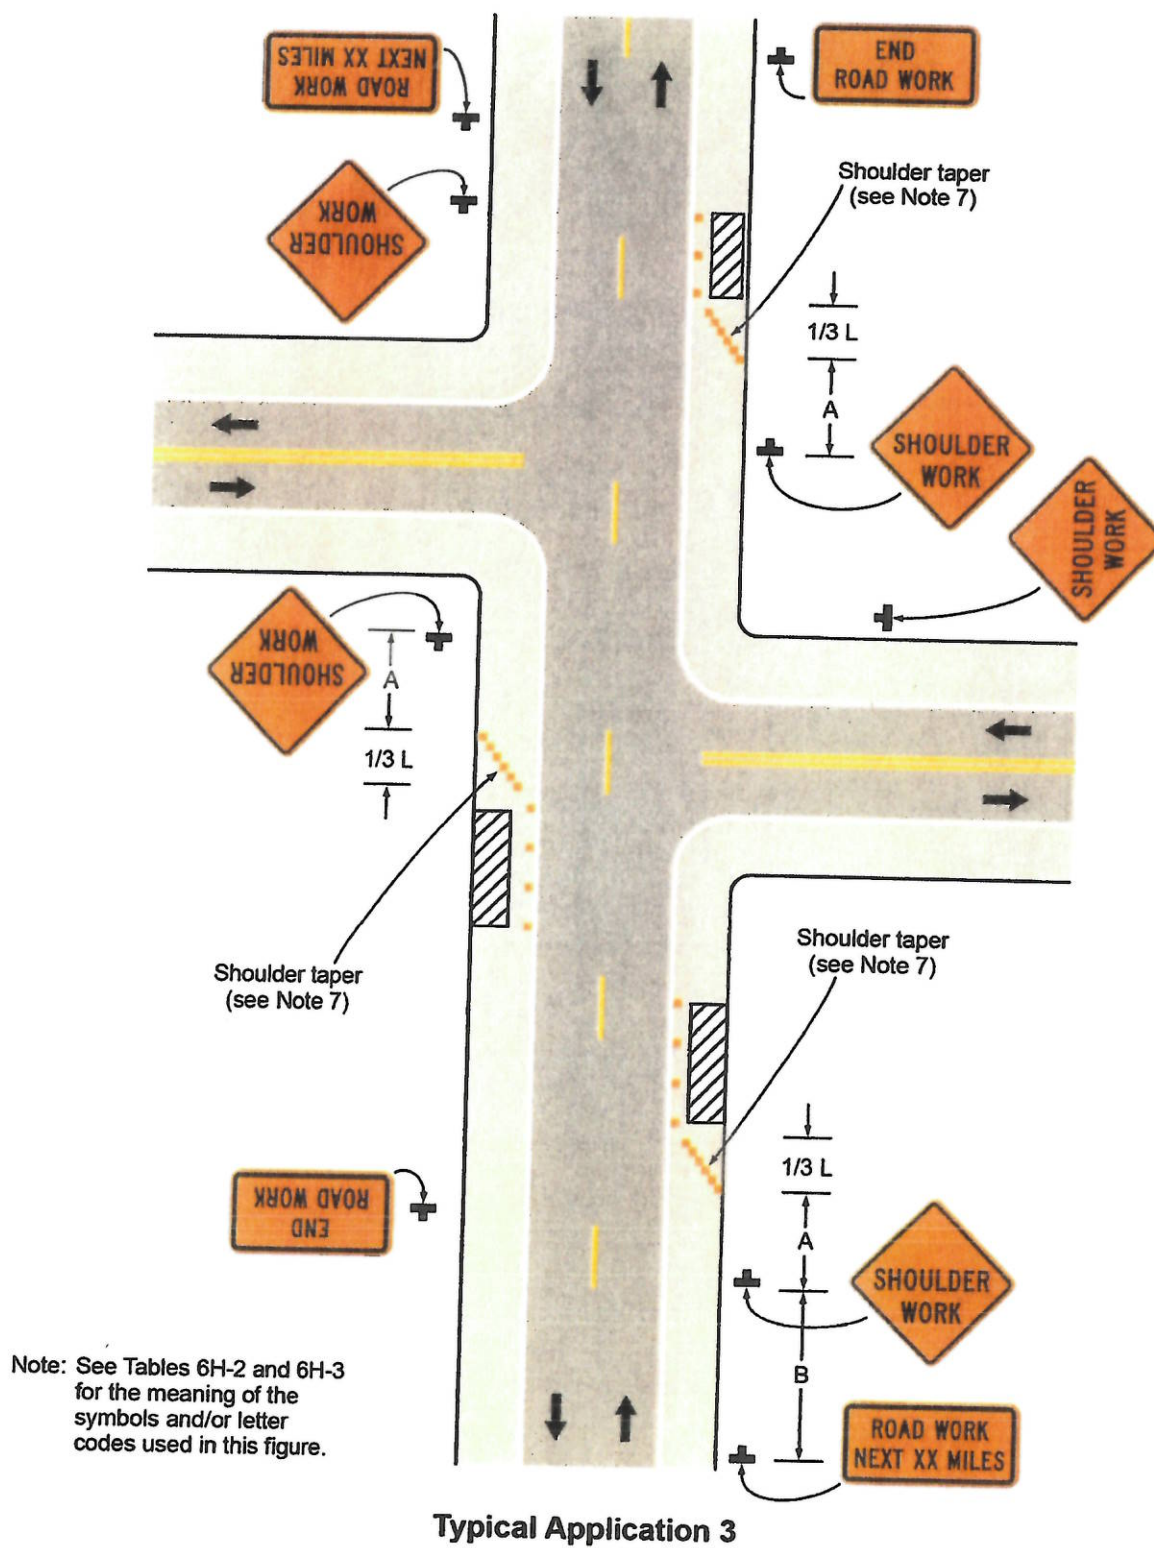 ROAD WORK
NEXT XX MILES
END
ROAD WORK
SHOULDER
WORK
Shoulder taper
(see Note 7)
1/3 L
A
SHOULDER
WORK
SHOULDER
WORK
SHOULDER
WORK
A
1/3 L
Shoulder taper
(see Note 7)
Shoulder taper
(see Note 7)
1/3 L
END
ROAD WORK
A
SHOULDER
WORK
B
Note: See Tables 6H-2 and 6H-3
for the meaning of the
symbols and/or letter
codes used in this figure.
ROAD WORK
NEXT XX MILES
Typical Application 3